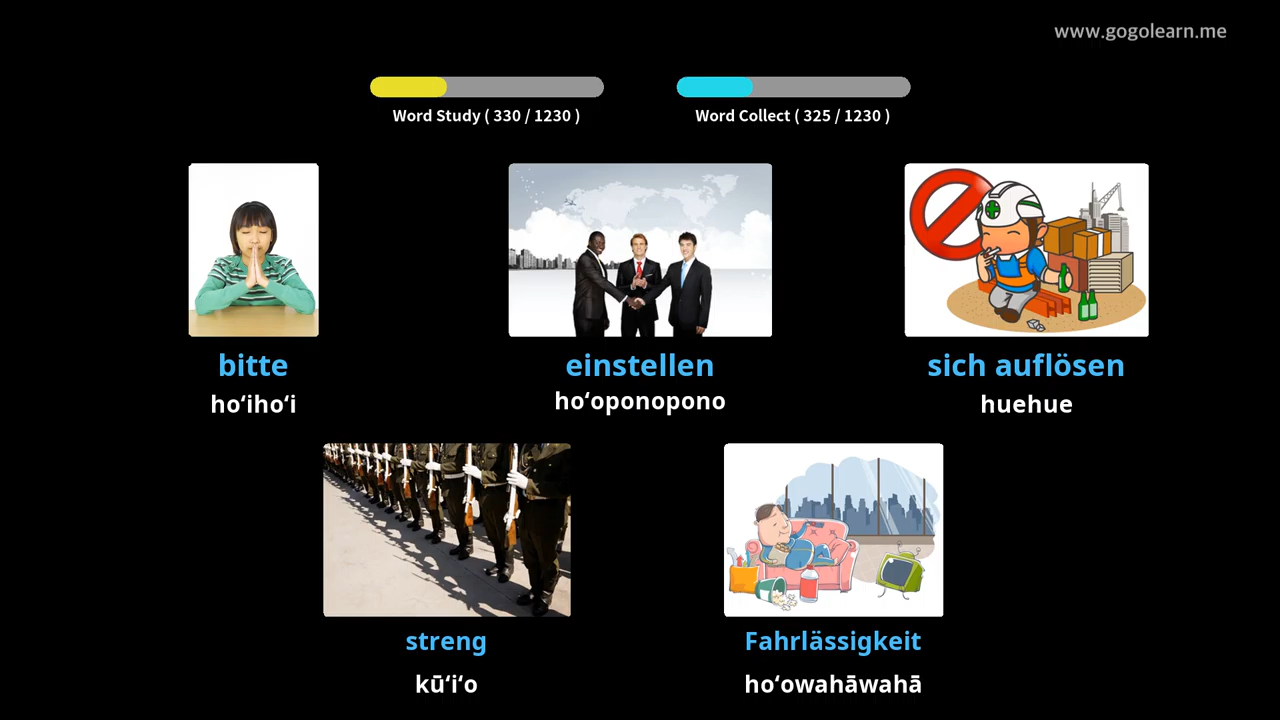 www.gogolearn.me
Word Study ( 330 / 1230 )
Word Collect ( 325 / 1230 )
bitte
einstellen
sich auflösen
hoʻihoʻi
hoʻoponopono
huehue
streng
Fahrlässigkeit
kūʻiʻo
hoʻowahāwahā